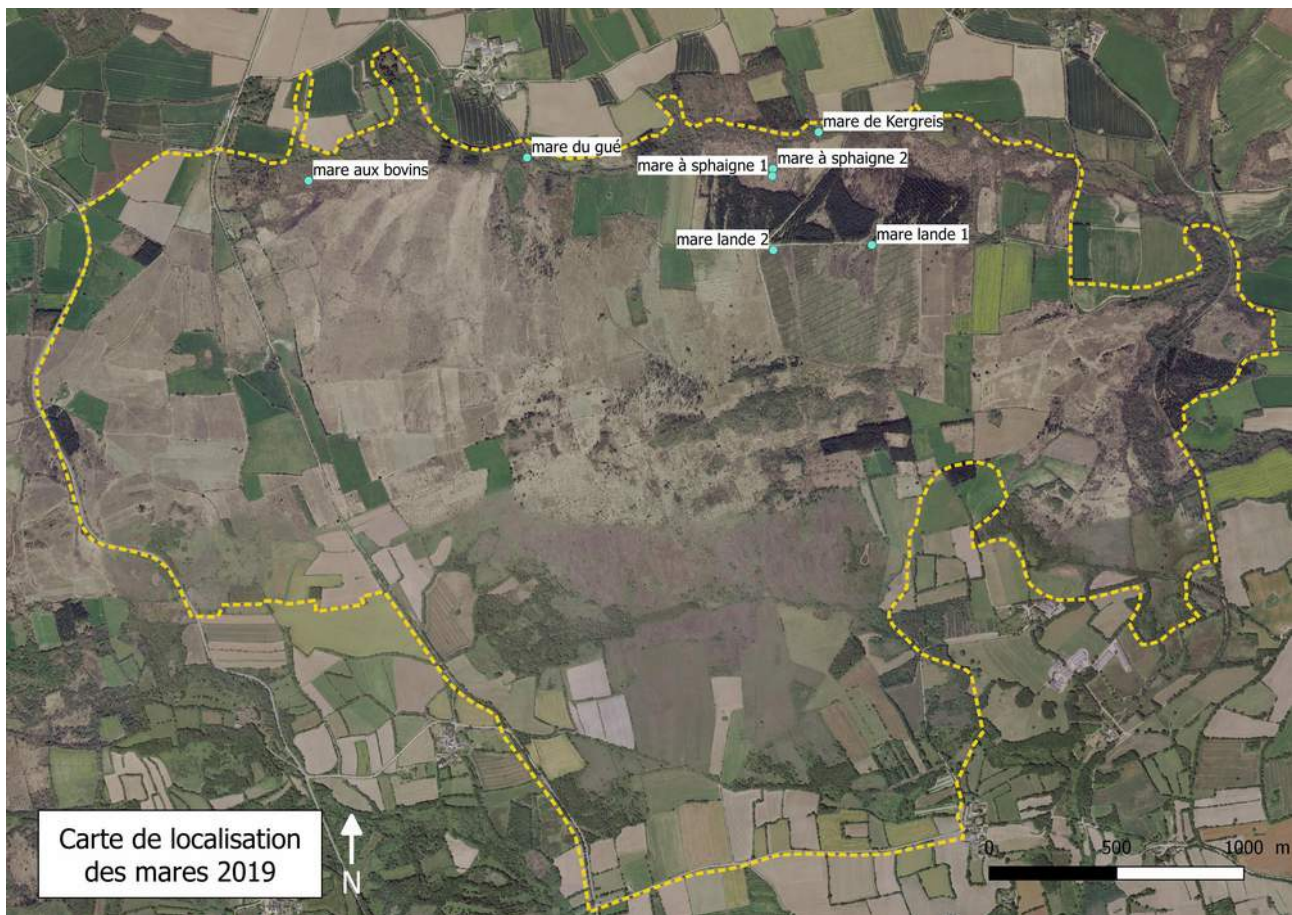 mare de Kergreis
mare du gué
mare à sphaigne 1
mare à sphaigne 2
mare aux bovins
mare lande 2
mare lande 1
Carte de localisation
des mares 2019
N
0 500 1000 m